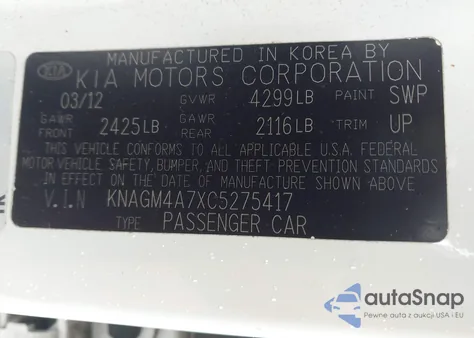 MANUFACTURED IN KOREA BY
KIA KIA MOTORS CORPORATION
03/12 GVWR 4299LB PAINT SWP
GAWR FRONT 2425LB GAWR REAR 2116LB TRIM UP
THIS VEHICLE CONFORMS TO ALL APPLICABLE U.S.A. FEDERAL
MOTOR VEHICLE SAFETY, BUMPER, AND THEFT PREVENTION STANDARDS
IN EFFECT ON THE DATE OF MANUFACTURE SHOWN ABOVE.
V.I.N KNAGM4A7XC5275417
TYPE PASSENGER CAR
autoSnap
Pewne auta z aukcji USA i EU